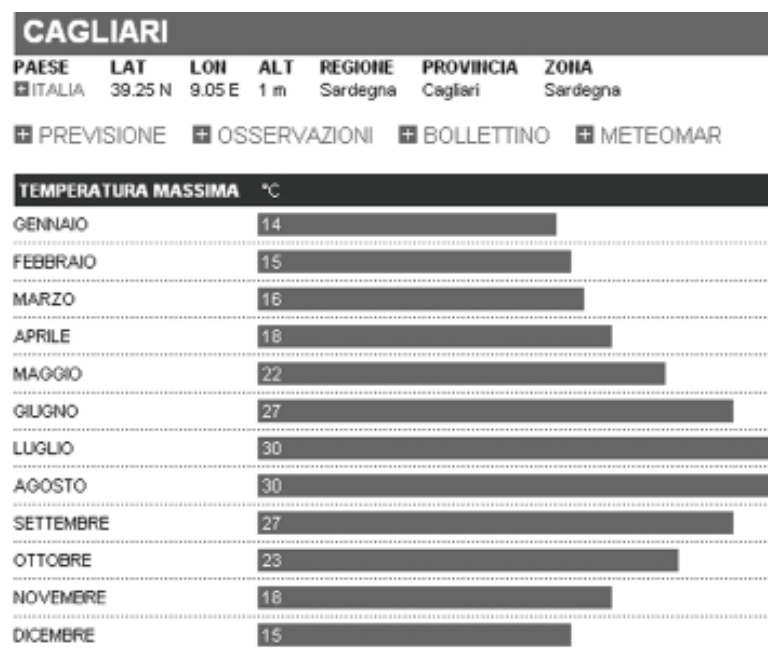 CAGLIARI
PAESE LAT LON ALT REGIONE PROVINCIA ZONA
ITALIA 39.25 N 9.05 E 1 m Sardegna Cagliari Sardegna
PREVISIONE OSSERVAZIONI BOLLETTINO METEOMAR
TEMPERATURA MASSIMA °C
GENNAIO 14
FEBBRAIO 15
MARZO 16
APRILE 18
MAGGIO 22
GIUGNO 27
LUGLIO 30
AGOSTO 30
SETTEMBRE 27
OTTOBRE 23
NOVEMBRE 18
DICEMBRE 15